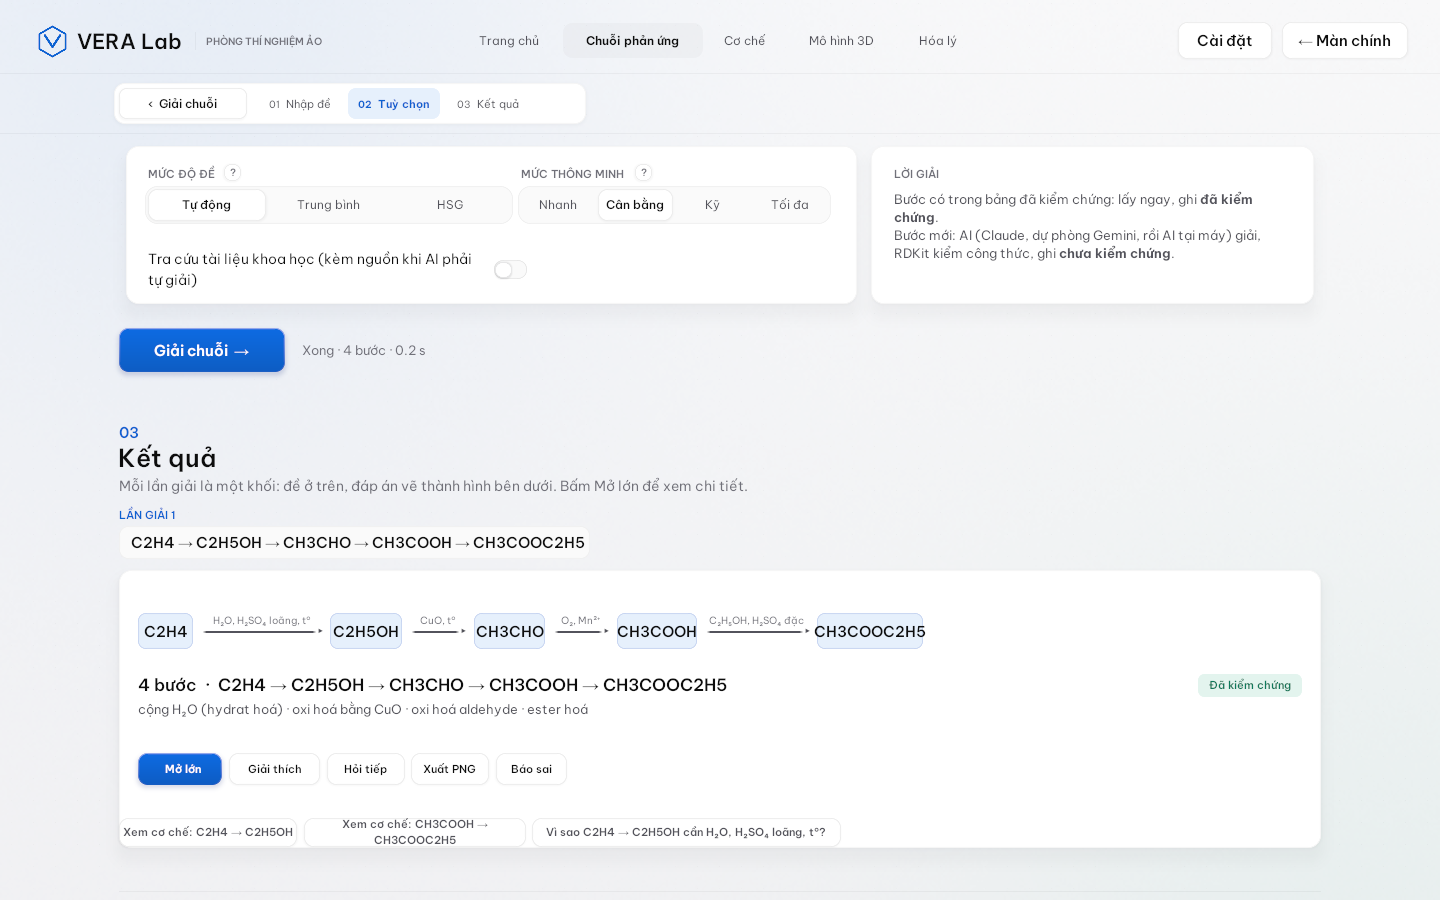 VERA Lab
PHÒNG THÍ NGHIỆM ẢO
Trang chủ
Chuỗi phản ứng
Cơ chế
Mô hình 3D
Hóa lý
Cài đặt
← Màn chính
‹ Giải chuỗi
01 Nhập đề
02 Tuỳ chọn
03 Kết quả
MỨC ĐỘ ĐỀ ?
Tự động
Trung bình
HSG
MỨC THÔNG MINH ?
Nhanh
Cân bằng
Kỹ
Tối đa
Tra cứu tài liệu khoa học (kèm nguồn khi AI phải
tự giải)
LỜI GIẢI
Bước có trong bảng đã kiểm chứng: lấy ngay, ghi đã kiểm
chứng.
Bước mới: AI (Claude, dự phòng Gemini, rồi AI tại máy) giải,
RDKit kiểm công thức, ghi chưa kiểm chứng.
Giải chuỗi →
Xong · 4 bước · 0.2 s
03
Kết quả
Mỗi lần giải là một khối: đề ở trên, đáp án vẽ thành hình bên dưới. Bấm Mở lớn để xem chi tiết.
LẦN GIẢI 1
C2H4 → C2H5OH → CH3CHO → CH3COOH → CH3COOC2H5
C2H4
H₂O, H₂SO₄ loãng, t°
C2H5OH
CuO, t°
CH3CHO
O₂, Mn²⁺
CH3COOH
C₂H₅OH, H₂SO₄ đặc
CH3COOC2H5
4 bước · C2H4 → C2H5OH → CH3CHO → CH3COOH → CH3COOC2H5
Đã kiểm chứng
cộng H₂O (hydrat hoá) · oxi hoá bằng CuO · oxi hoá aldehyde · ester hoá
Mở lớn
Giải thích
Hỏi tiếp
Xuất PNG
Báo sai
Xem cơ chế: C2H4 → C2H5OH
Xem cơ chế: CH3COOH →
CH3COOC2H5
Vì sao C2H4 → C2H5OH cần H₂O, H₂SO₄ loãng, t°?